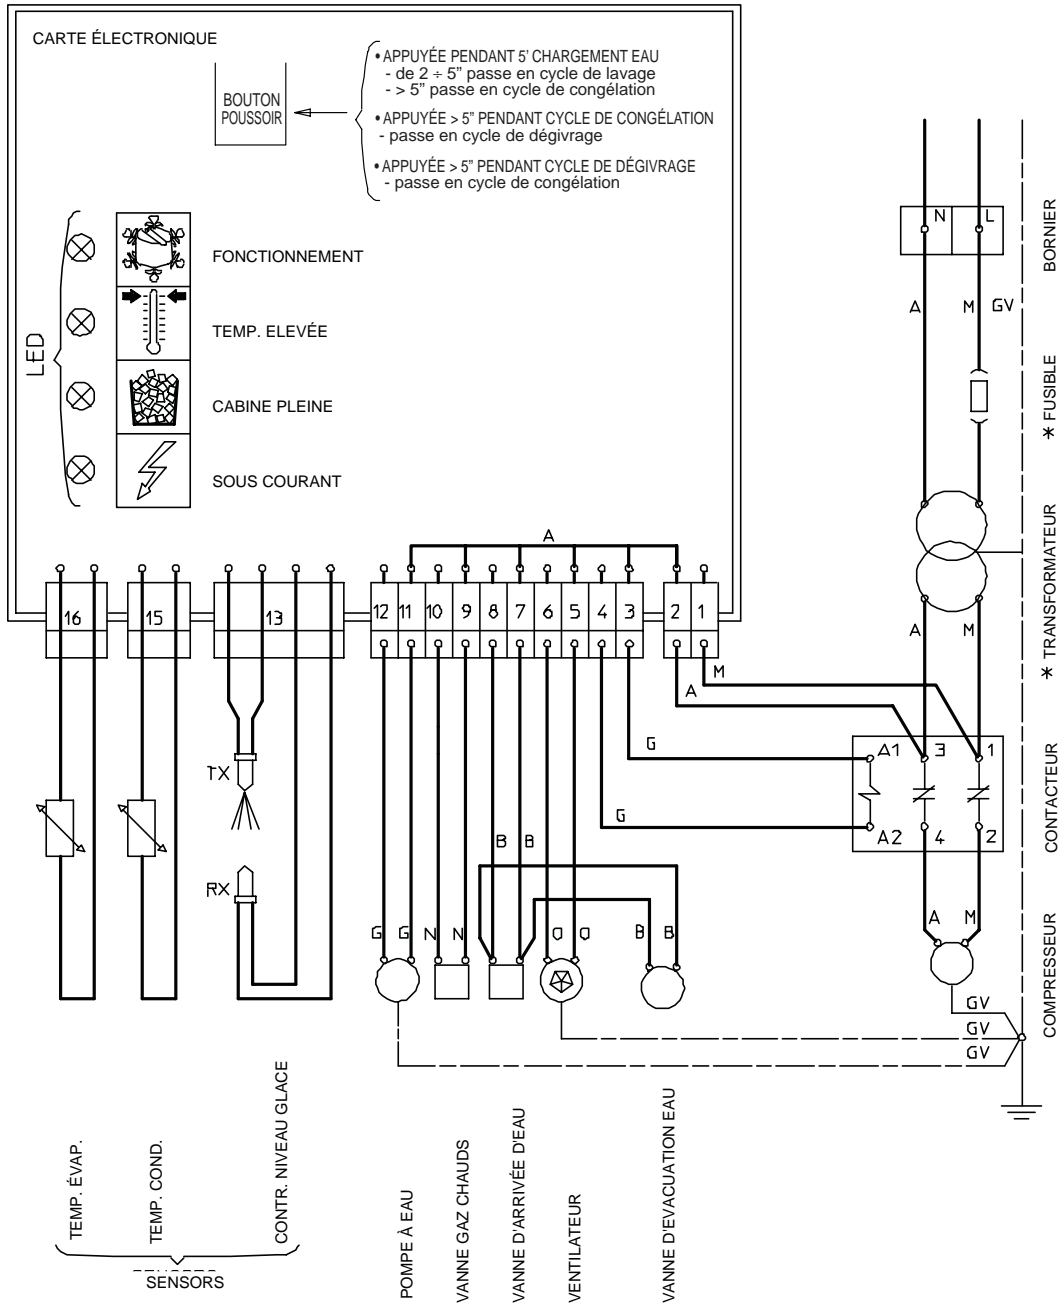 CARTE ÉLECTRONIQUE
BOUTON
POUSSOIR
• APPUYÉE PENDANT 5' CHARGEMENT EAU
- de 2 ÷ 5” passe en cycle de lavage
- > 5” passe en cycle de congélation
• APPUYÉE > 5” PENDANT CYCLE DE CONGÉLATION
- passe en cycle de dégivrage
• APPUYÉE > 5” PENDANT CYCLE DE DÉGIVRAGE
- passe en cycle de congélation
LED
FONCTIONNEMENT
TEMP. ELEVÉE
CABINE PLEINE
SOUS COURANT
N L
A M GV
BORNIER
* FUSIBLE
* TRANSFORMATEUR
A M
A
16 15 13 12 11 10 9 8 7 6 5 4 3 2 1
M
A
G
G
A1 3 1
A2 4 2
CONTACTEUR
TX
RX
B B
G G N N O O B B
A M
COMPRESSEUR
GV
GV
GV
TEMP. ÉVAP.
TEMP. COND.
CONTR. NIVEAU GLACE
SENSORS
POMPE À EAU
VANNE GAZ CHAUDS
VANNE D'ARRIVÉE D'EAU
VENTILATEUR
VANNE D'EVACUATION EAU